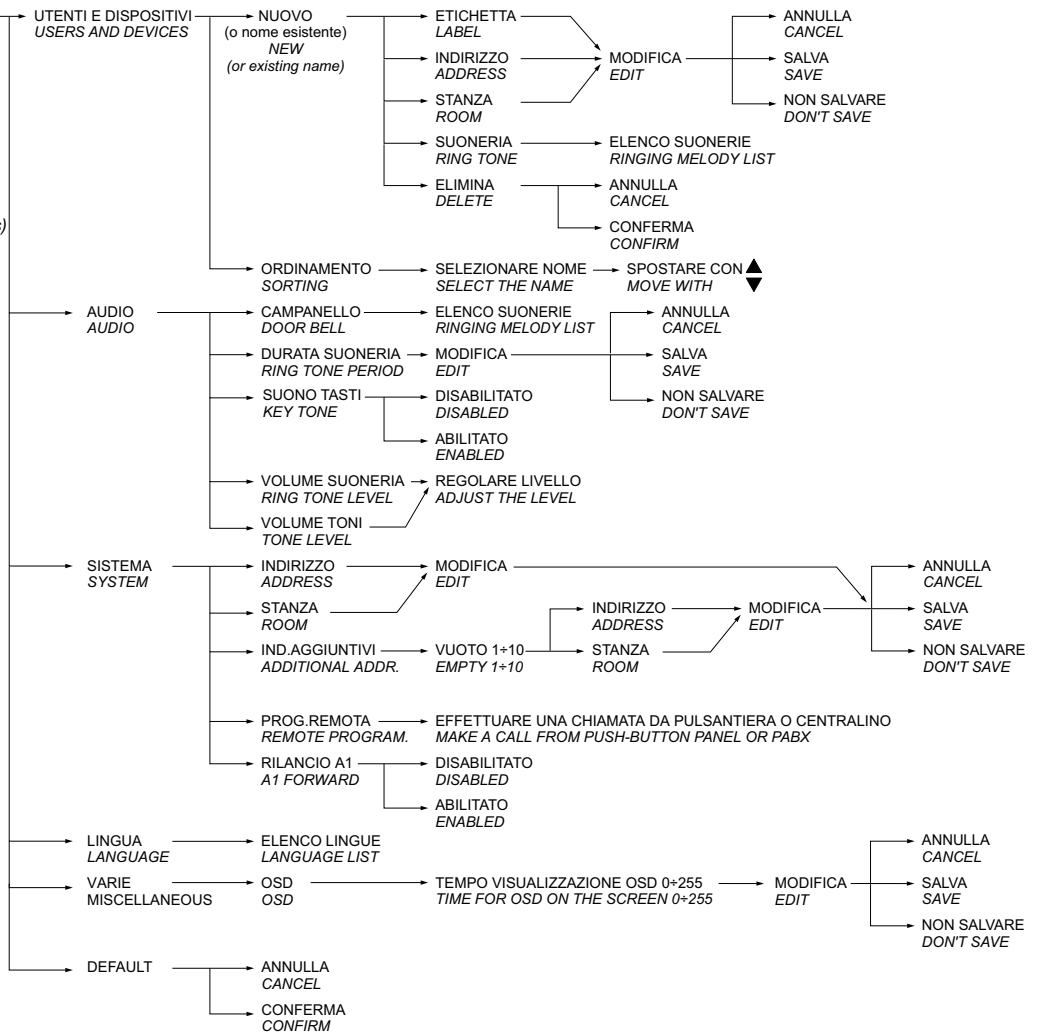 UTENTI E DISPOSITIVI
USERS AND DEVICES
NUOVO
(o nome esistente)
NEW
(or existing name)
ETICHETTA
LABEL
INDIRIZZO
ADDRESS
STANZA
ROOM
MODIFICA
EDIT
ANNULLA
CANCEL
SALVA
SAVE
NON SALVARE
DON'T SAVE
SUONERIA
RING TONE
ELENCO SUONERIE
RINGING MELODY LIST
ELIMINA
DELETE
ANNULLA
CANCEL
CONFERMA
CONFIRM
ORDINAMENTO
SORTING
SELEZIONARE NOME
SELECT THE NAME
SPOSTARE CON
MOVE WITH
AUDIO
AUDIO
CAMPANELLO
DOOR BELL
ELENCO SUONERIE
RINGING MELODY LIST
DURATA SUONERIA
RING TONE PERIOD
MODIFICA
EDIT
ANNULLA
CANCEL
SALVA
SAVE
NON SALVARE
DON'T SAVE
SUONO TASTI
KEY TONE
DISABILITATO
DISABLED
ABILITATO
ENABLED
VOLUME SUONERIA
RING TONE LEVEL
REGOLARE LIVELLO
ADJUST THE LEVEL
VOLUME TONI
TONE LEVEL
SISTEMA
SYSTEM
INDIRIZZO
ADDRESS
STANZA
ROOM
MODIFICA
EDIT
ANNULLA
CANCEL
SALVA
SAVE
NON SALVARE
DON'T SAVE
IND.AGGIUNTIVI
ADDITIONAL ADDR.
VUOTO 1÷10
EMPTY 1÷10
INDIRIZZO
ADDRESS
STANZA
ROOM
MODIFICA
EDIT
PROG.REMOTA
REMOTE PROGRAM.
EFFETTUARE UNA CHIAMATA DA PULSANTIERA O CENTRALINO
MAKE A CALL FROM PUSH-BUTTON PANEL OR PABX
RILANCIO A1
A1 FORWARD
DISABILITATO
DISABLED
ABILITATO
ENABLED
LINGUA
LANGUAGE
ELENCO LINGUE
LANGUAGE LIST
VARIE
MISCELLANEOUS
OSD
OSD
TEMPO VISUALIZZAZIONE OSD 0÷255
TIME FOR OSD ON THE SCREEN 0÷255
MODIFICA
EDIT
ANNULLA
CANCEL
SALVA
SAVE
NON SALVARE
DON'T SAVE
DEFAULT
ANNULLA
CANCEL
CONFERMA
CONFIRM